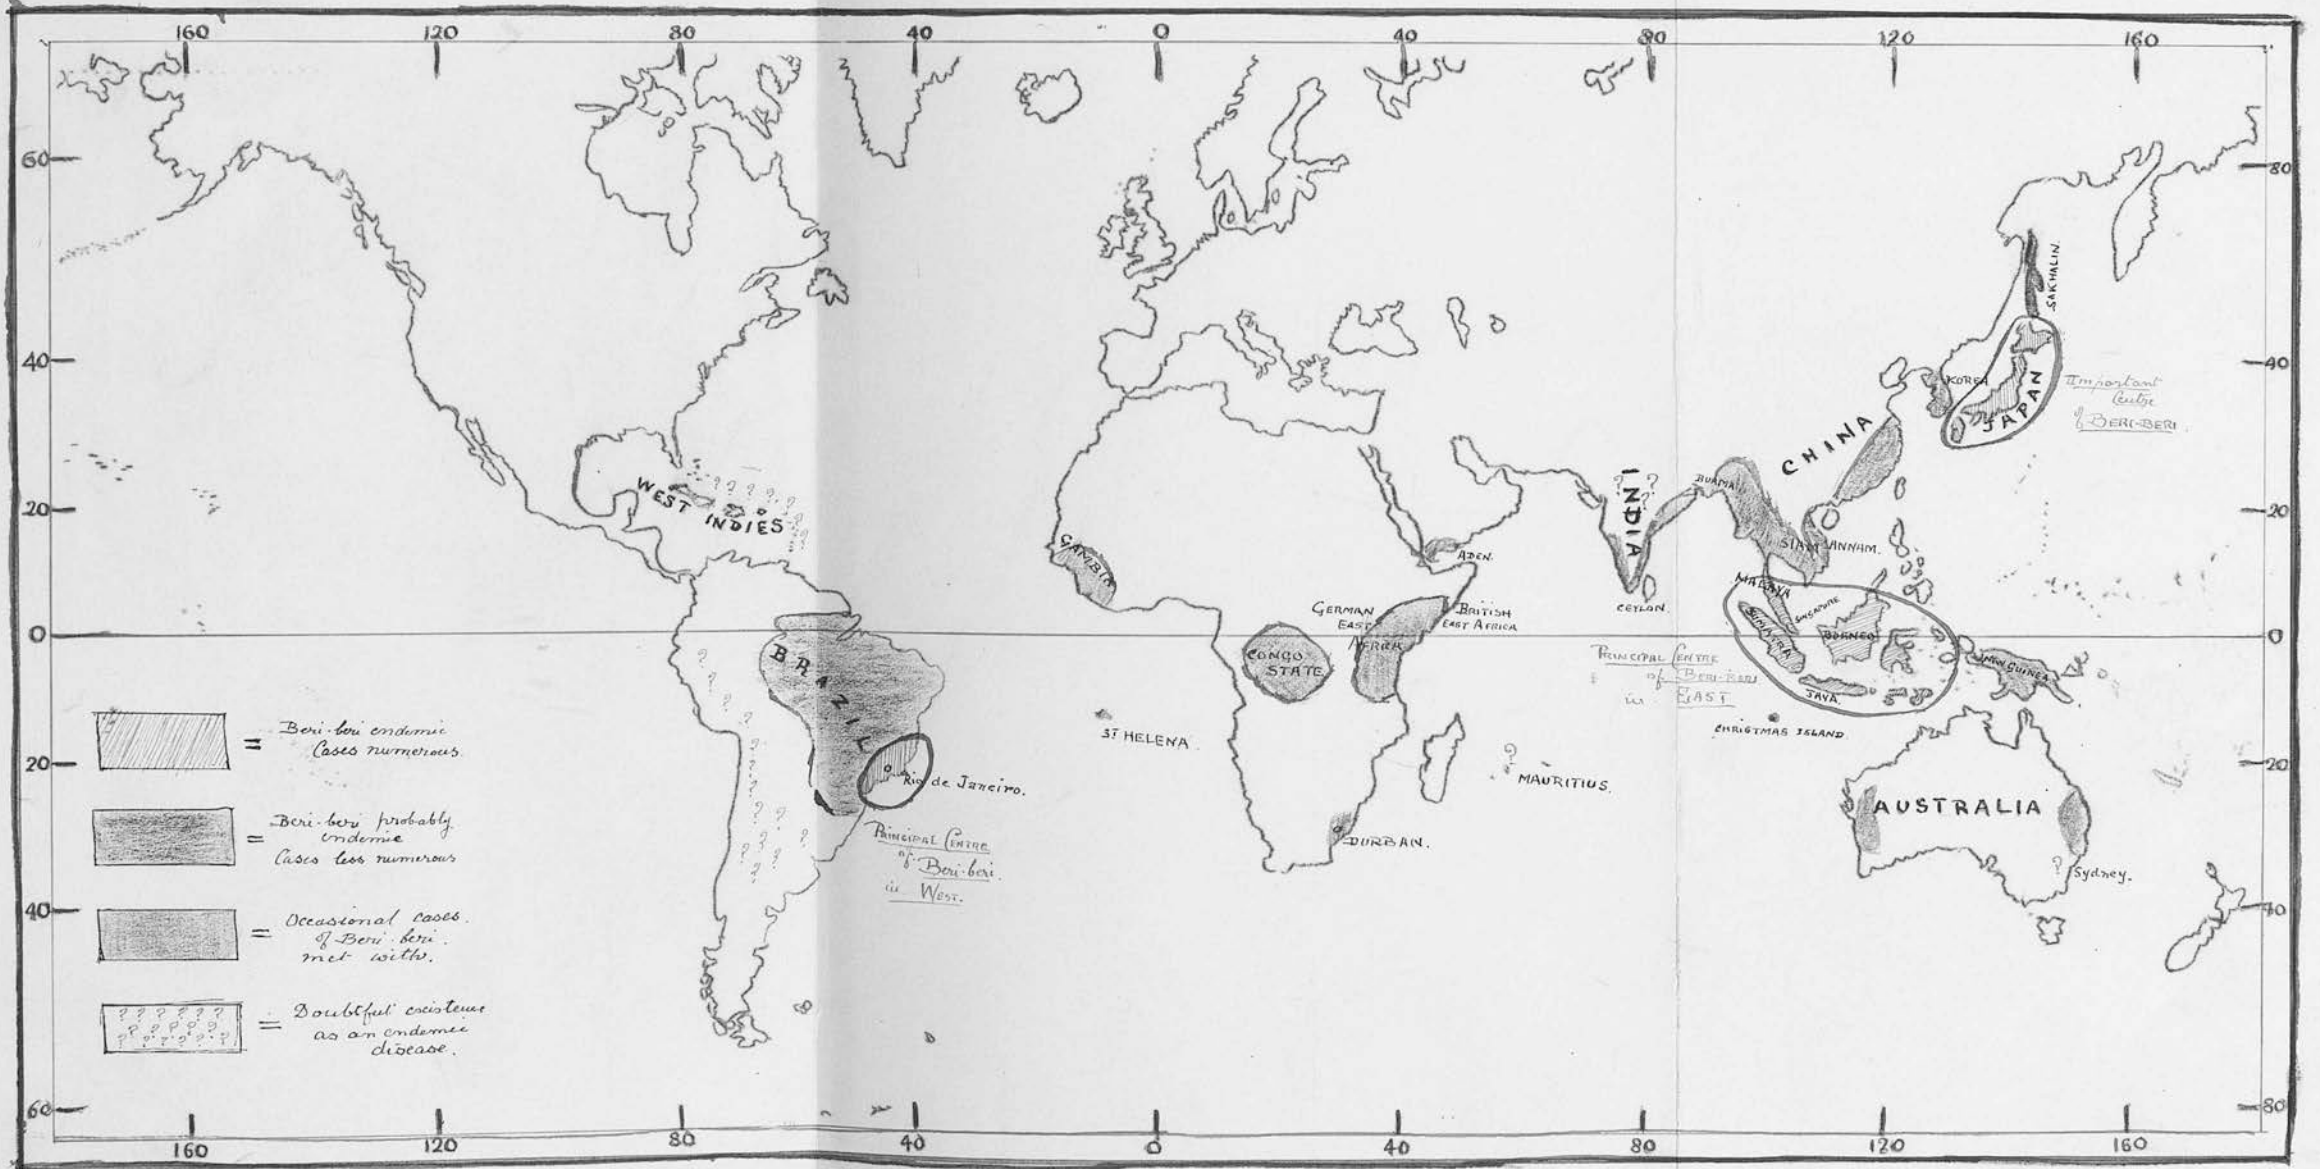 160 120 80 40 0 40 80 120 160
60 80
SAKHALIN.
40 40
KOREA
JAPAN
Important
Centre
of BERI-BERI.
CHINA
INDIA
? ?
?
BURMAH
WEST INDIES
? ? ? ? ?
20 20
SIAM ANNAM.
GAMBIA
ADEN.
MALAYA
SINGAPORE
CEYLON.
GERMAN
EAST
AFRICA
BRITISH
EAST AFRICA
SUMATRA
BORNEO
0 0
BRAZIL
CONGO
STATE
PRINCIPAL CENTRE
of BERI-BERI
in EAST
NEW GUINEA
JAVA.
CHRISTMAS ISLAND.
ST HELENA.
?
MAURITIUS.
Beri-beri endemic
Cases numerous.
=
20 20
Rio de Janeiro.
AUSTRALIA
Beri-beri probably
endemic
Cases less numerous
=
PRINCIPAL CENTRE
of Beri-beri.
in WEST.
DURBAN.
?
Sydney.
40 40
Occasional cases.
of Beri-beri.
met with.
=
? ? ? ? ? ?
? ? ? ? ?
? ? ? ? ? ?
=
Doubtful existence
as an endemic
disease.
60 80
160 120 80 40 0 40 80 120 160